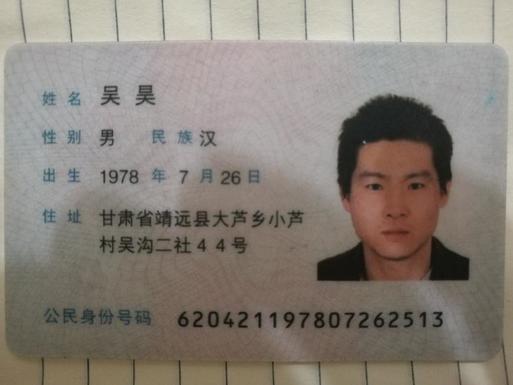 姓名 吴昊
性别 男 民族 汉
出生 1978 年 7 月 26 日
住址 甘肃省靖远县大芦乡小芦
村吴沟二社44号
公民身份号码 620421197807262513